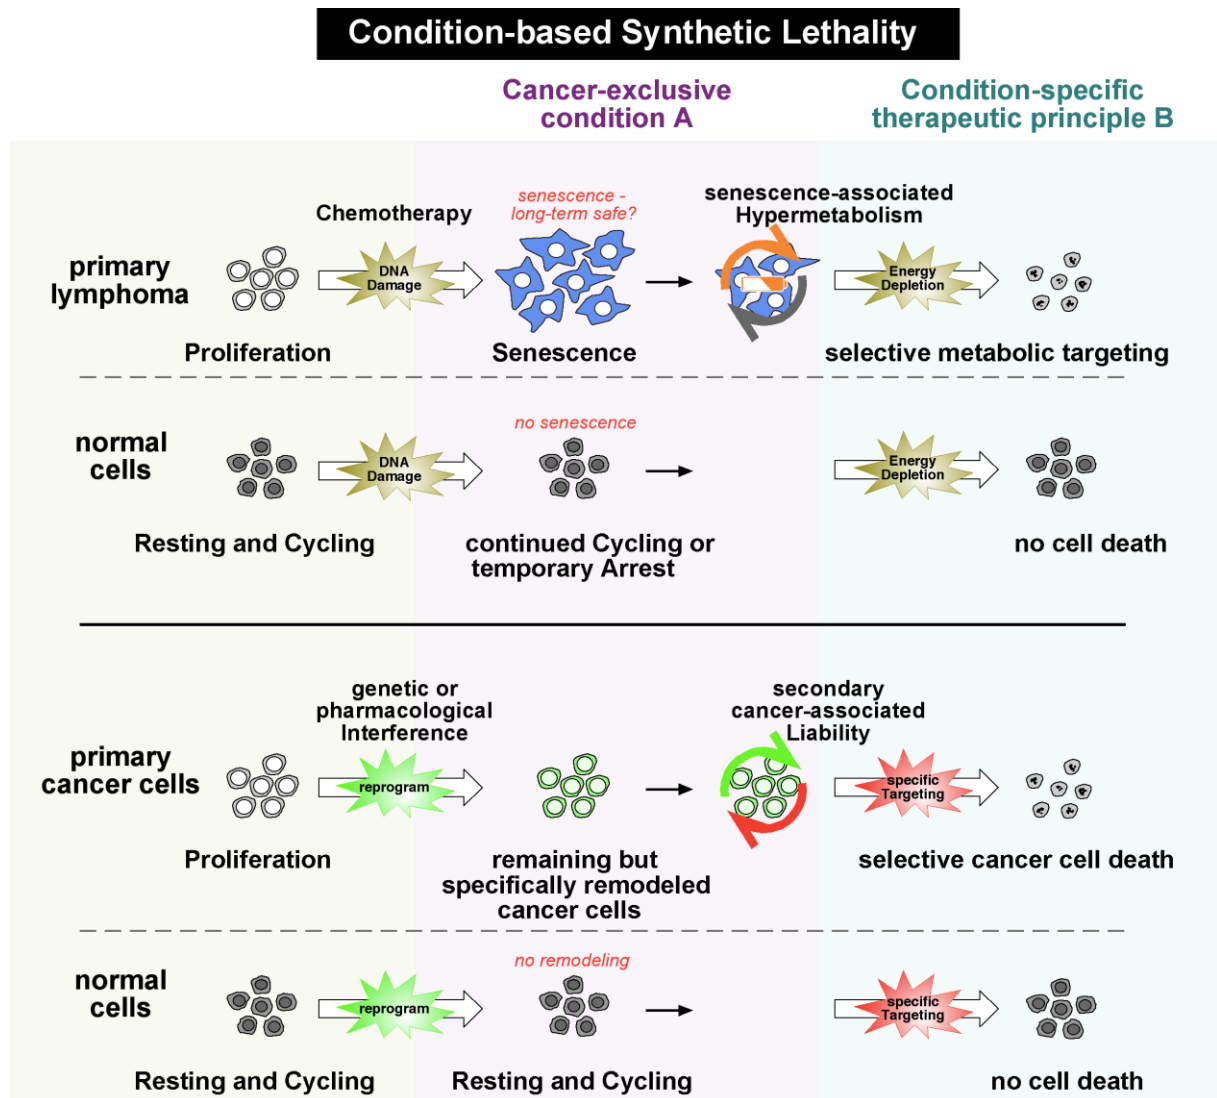 Condition-based Synthetic Lethality
Cancer-exclusive
condition A
Condition-specific
therapeutic principle B
primary
lymphoma
Chemotherapy
DNA
Damage
Proliferation
senescence -
long-term safe?
Senescence
senescence-associated
Hypermetabolism
Energy
Depletion
selective metabolic targeting
normal
cells
DNA
Damage
Resting and Cycling
no senescence
continued Cycling or
temporary Arrest
Energy
Depletion
no cell death
primary
cancer cells
genetic or
pharmacological
Interference
reprogram
Proliferation
remaining but
specifically remodeled
cancer cells
secondary
cancer-associated
Liability
specific
Targeting
selective cancer cell death
normal
cells
reprogram
Resting and Cycling
no remodeling
Resting and Cycling
specific
Targeting
no cell death